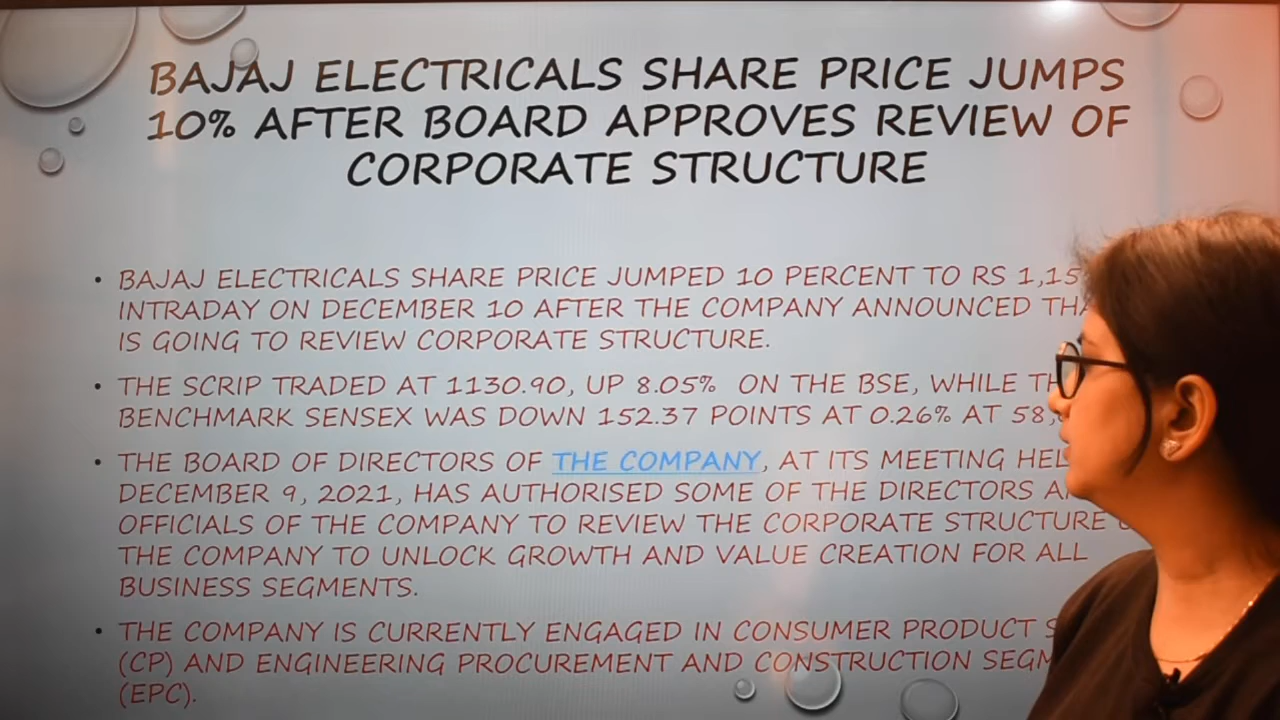 BAJAJ ELECTRICALS SHARE PRICE JUMPS
10% AFTER BOARD APPROVES REVIEW OF
CORPORATE STRUCTURE
• BAJAJ ELECTRICALS SHARE PRICE JUMPED 10 PERCENT TO RS 1,15
INTRADAY ON DECEMBER 10 AFTER THE COMPANY ANNOUNCED
IS GOING TO REVIEW CORPORATE STRUCTURE.
• THE SCRIP TRADED AT 1130.90, UP 8.05% ON THE BSE, WHILE
BENCHMARK SENSEX WAS DOWN 152.37 POINTS AT 0.26% AT 58,
• THE BOARD OF DIRECTORS OF THE COMPANY, AT ITS MEETING
DECEMBER 9, 2021, HAS AUTHORISED SOME OF THE DIRECTORS
OFFICIALS OF THE COMPANY TO REVIEW THE CORPORATE STRUCTURE
THE COMPANY TO UNLOCK GROWTH AND VALUE CREATION FOR ALL
BUSINESS SEGMENTS.
• THE COMPANY IS CURRENTLY ENGAGED IN CONSUMER PRODUCT
(CP) AND ENGINEERING PROCUREMENT AND CONSTRUCTION
(EPC).